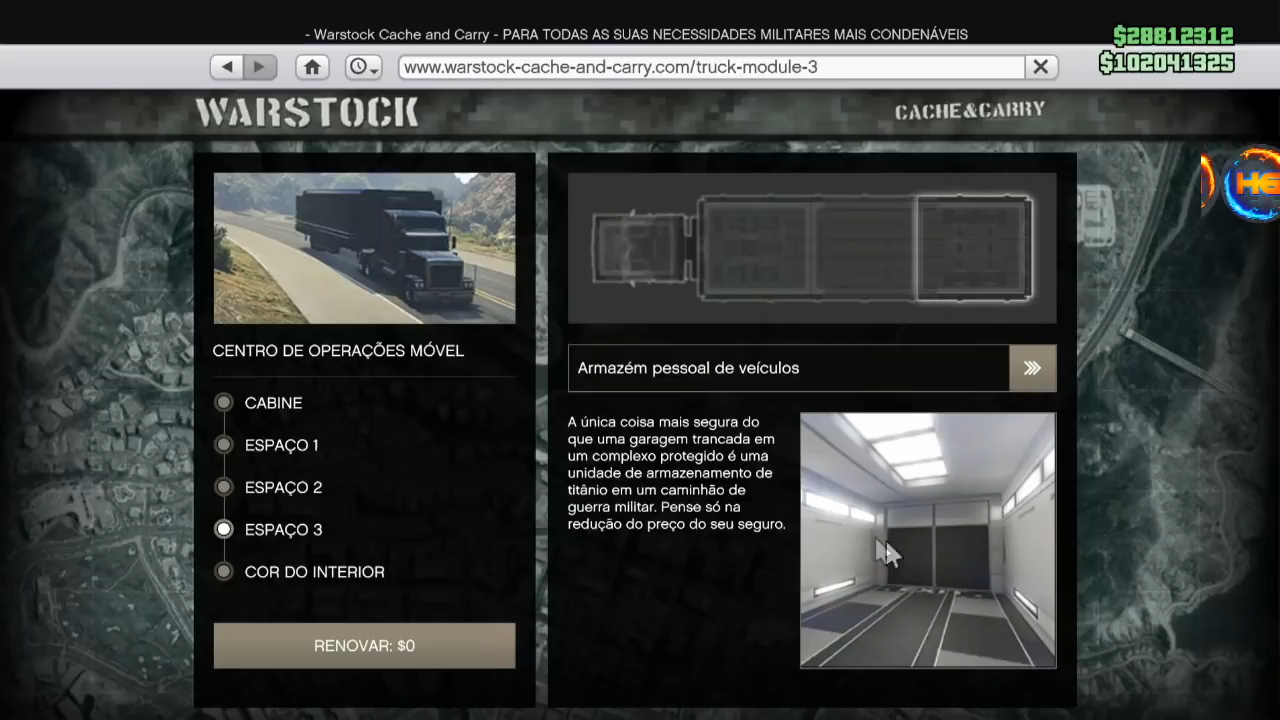 - Warstock Cache and Carry - PARA TODAS AS SUAS NECESSIDADES MILITARES MAIS CONDENÁVEIS
$28812312
$102041325
www.warstock-cache-and-carry.com/truck-module-3
WARSTOCK
CACHE&CARRY
CENTRO DE OPERAÇÕES MÓVEL
CABINE
ESPAÇO 1
ESPAÇO 2
ESPAÇO 3
COR DO INTERIOR
RENOVAR: $0
Armazém pessoal de veículos
A única coisa mais segura do
que uma garagem trancada em
um complexo protegido é uma
unidade de armazenamento de
titânio em um caminhão de
guerra militar. Pense só na
redução do preço do seu seguro.